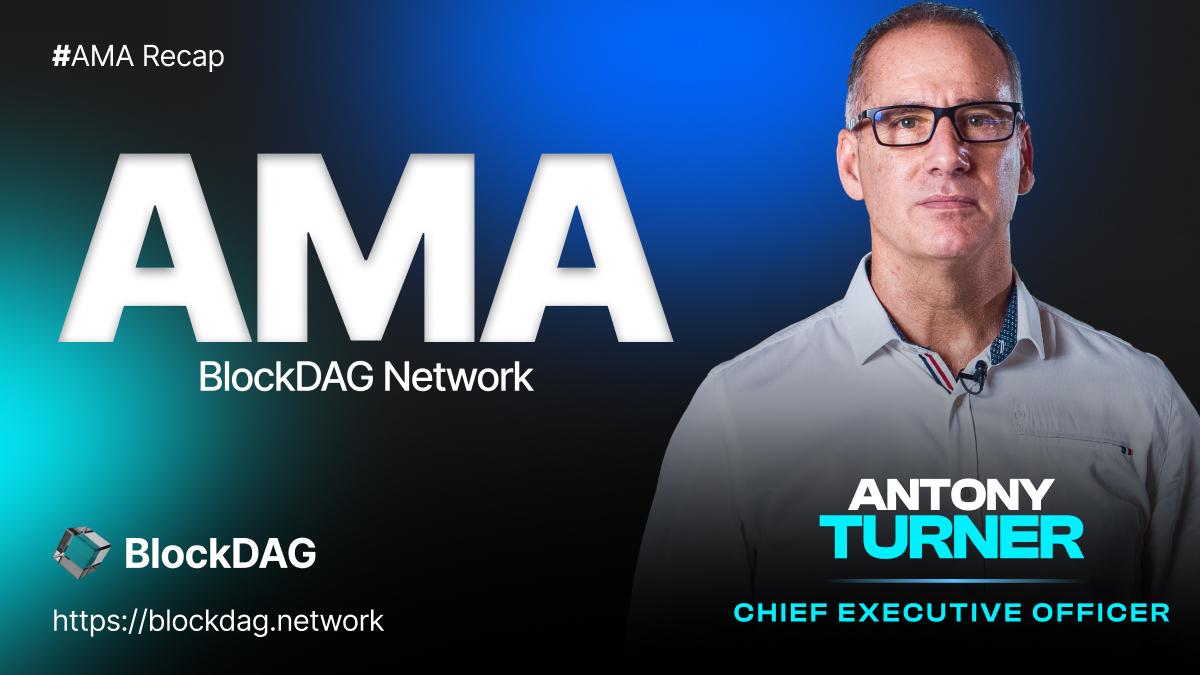 #AMA Recap
AMA
BlockDAG Network
BlockDAG
https://blockdag.network
ANTONY
TURNER
CHIEF EXECUTIVE OFFICER